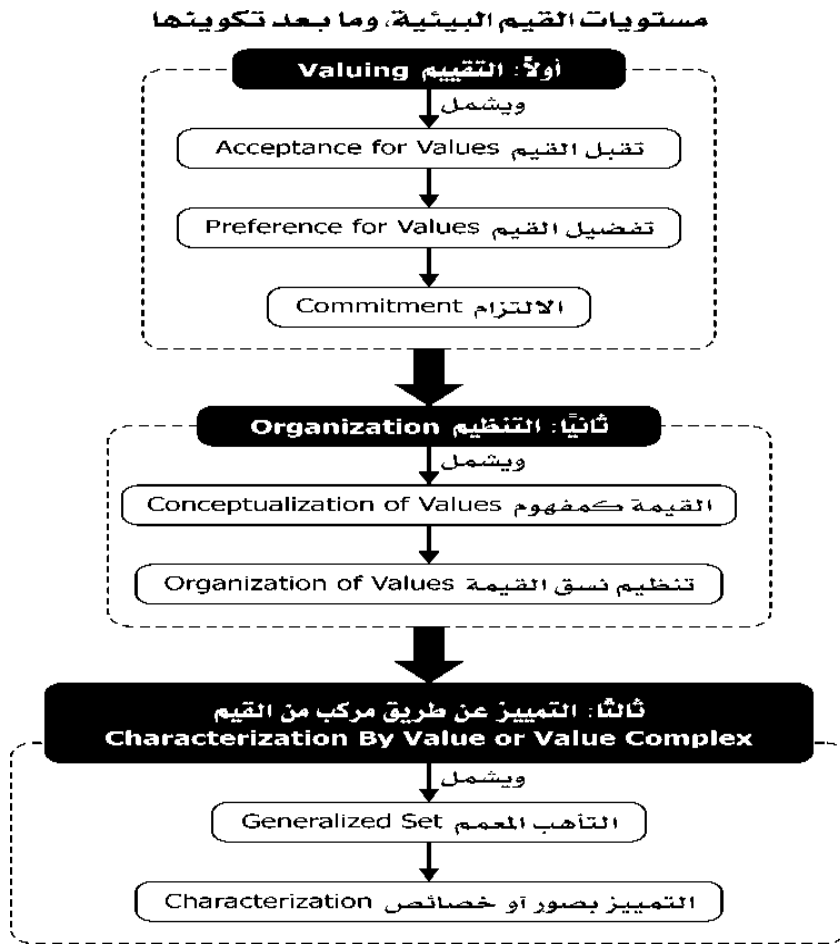 مستويات القيم البيئية، وما بعد تكوينها
أولاً: التقييم Valuing
ويشمل
تقبل القيم Acceptance for Values
تفضيل القيم Preference for Values
الالتزام Commitment
ثانيًا: التنظيم Organization
ويشمل
القيمة كمفهوم Conceptualization of Values
تنظيم نسق القيمة Organization of Values
ثالثًا: التمييز عن طريق مركب من القيم
Characterization By Value or Value Complex
ويشمل
التأهب المعمم Generalized Set
التمييز بصور أو خصائص Characterization